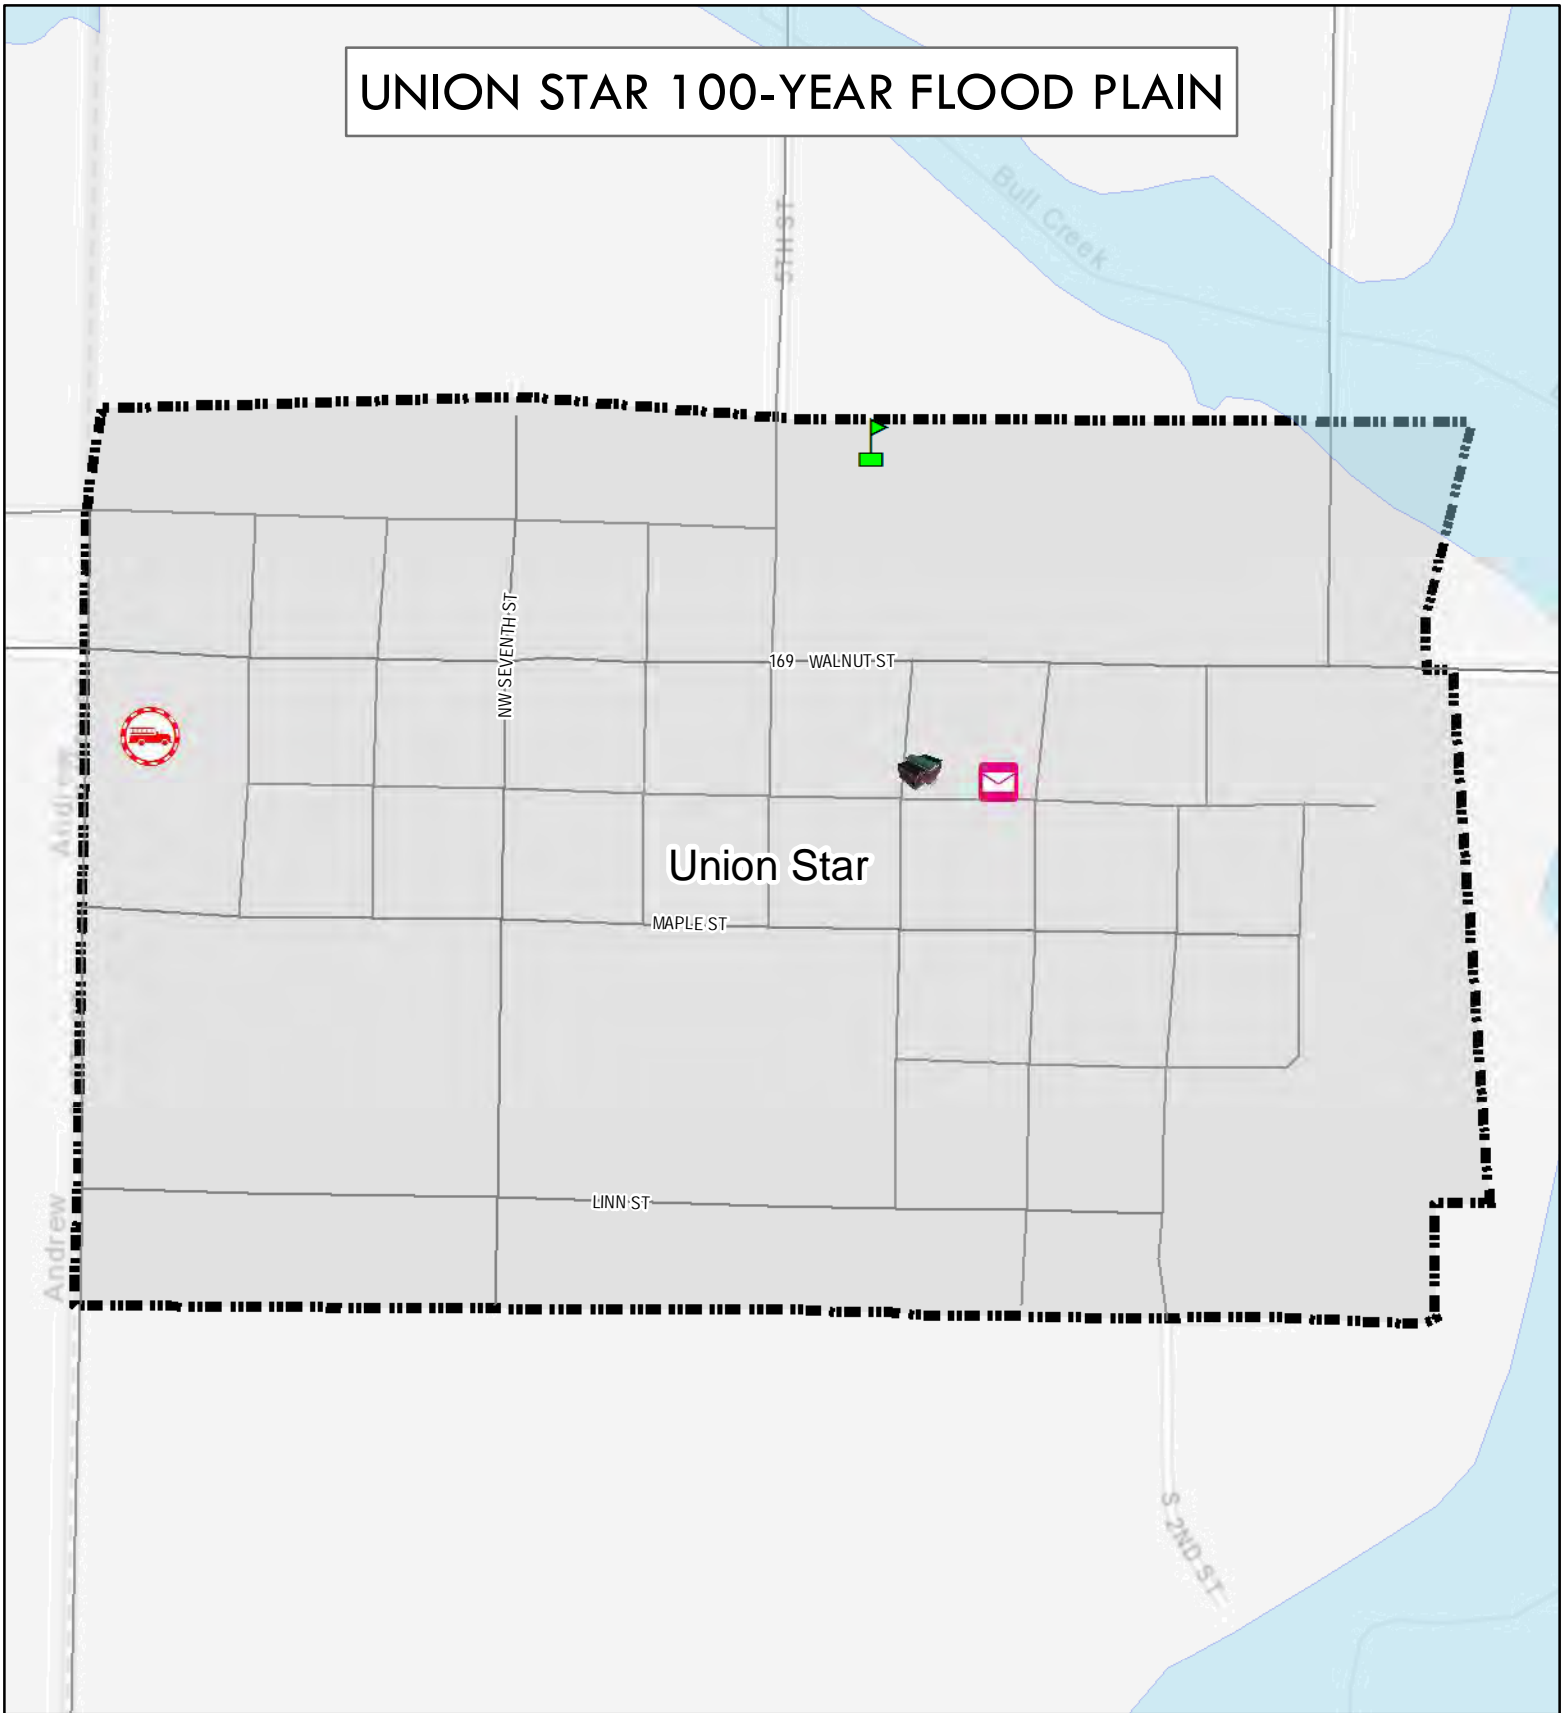 UNION STAR 100-YEAR FLOOD PLAIN
Bull Creek
5TH ST
NW SEVENTH ST
169 WALNUT ST
Union Star
MAPLE ST
LINN ST
Andrew
S 2ND ST